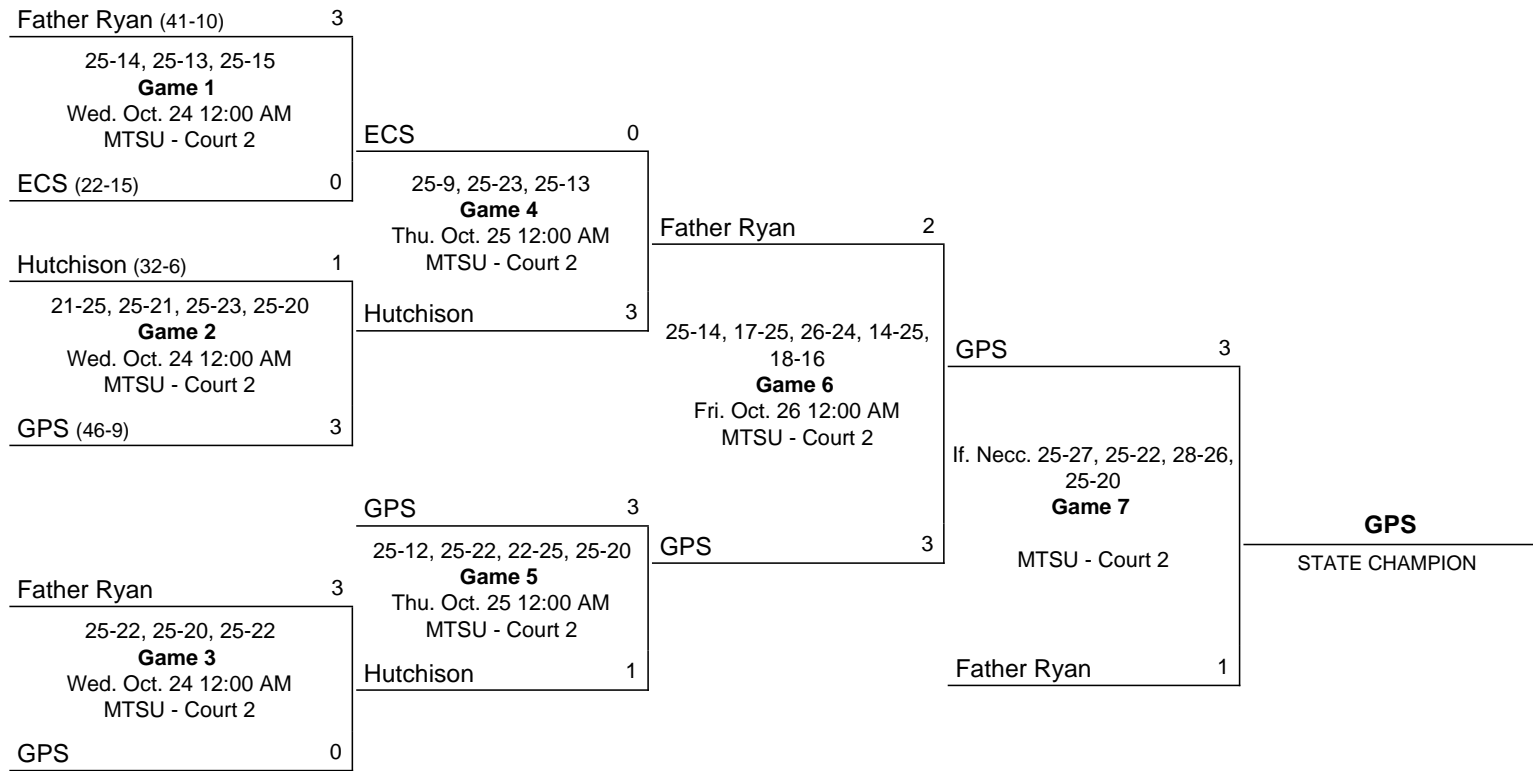 Father Ryan (41-10) 3
25-14, 25-13, 25-15
Game 1
Wed. Oct. 24 12:00 AM
MTSU - Court 2
ECS (22-15) 0
Hutchison (32-6) 1
21-25, 25-21, 25-23, 25-20
Game 2
Wed. Oct. 24 12:00 AM
MTSU - Court 2
GPS (46-9) 3
Father Ryan 3
25-22, 25-20, 25-22
Game 3
Wed. Oct. 24 12:00 AM
MTSU - Court 2
GPS 0
ECS 0
25-9, 25-23, 25-13
Game 4
Thu. Oct. 25 12:00 AM
MTSU - Court 2
Hutchison 3
GPS 3
25-12, 25-22, 22-25, 25-20
Game 5
Thu. Oct. 25 12:00 AM
MTSU - Court 2
Hutchison 1
Father Ryan 2
25-14, 17-25, 26-24, 14-25,
18-16
Game 6
Fri. Oct. 26 12:00 AM
MTSU - Court 2
GPS 3
GPS 3
If. Necc. 25-27, 25-22, 28-26,
25-20
Game 7
MTSU - Court 2
Father Ryan 1
GPS
STATE CHAMPION